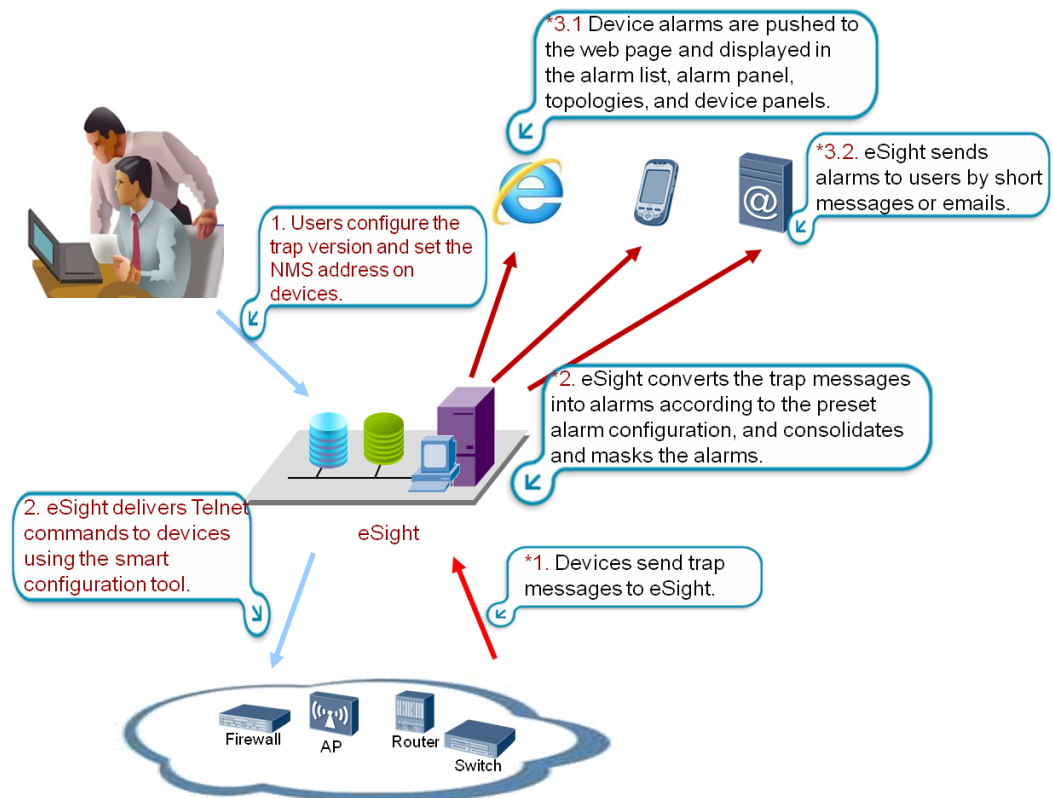 *3.1 Device alarms are pushed to
the web page and displayed in
the alarm list, alarm panel,
topologies, and device panels.
*3.2. eSight sends
alarms to users by short
messages or emails.
@
1. Users configure the
trap version and set the
NMS address on
devices.
*2. eSight converts the trap messages
into alarms according to the preset
alarm configuration, and consolidates
and masks the alarms.
2. eSight delivers Telnet
commands to devices
using the smart
configuration tool.
eSight
*1. Devices send trap
messages to eSight.
Firewall
AP
Router
Switch